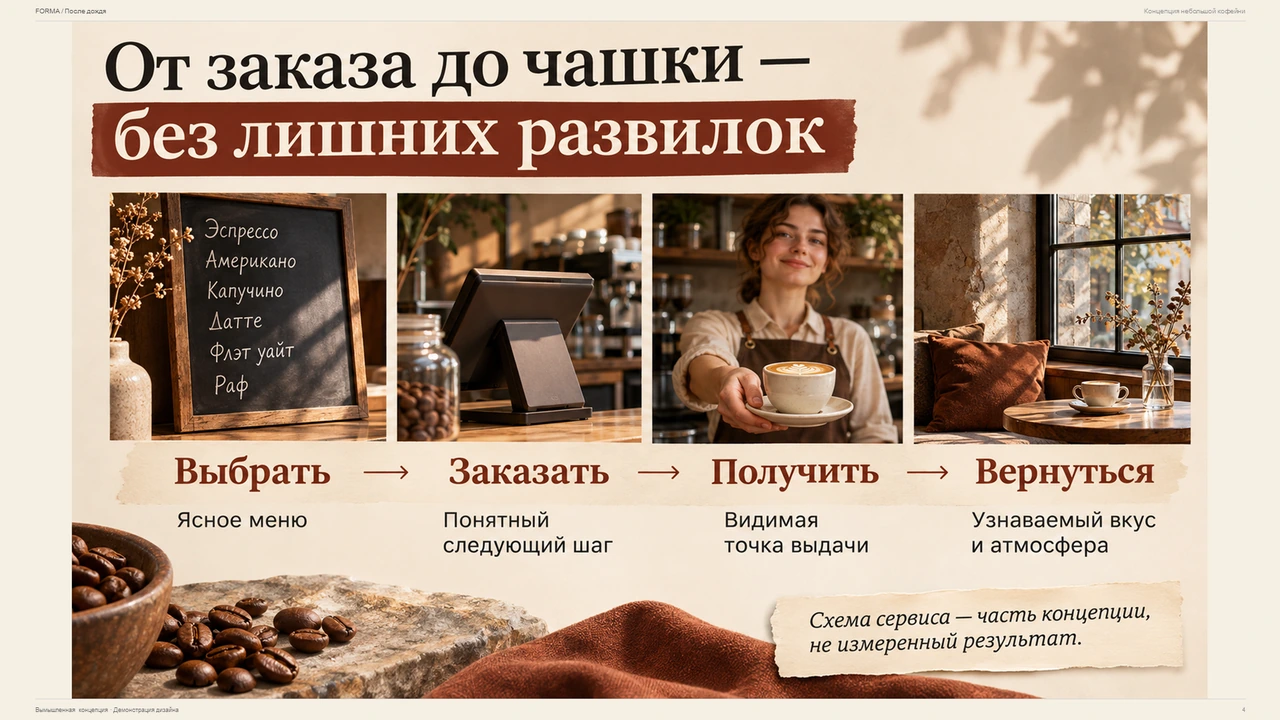 FORMA / После дождя
Концепция небольшой кофейни
От заказа до чашки —
без лишних развилок
Эспрессо
Американо
Капучино
Латте
Флэт уайт
Раф
Выбрать → Заказать → Получить → Вернуться
Ясное меню
Понятный
следующий шаг
Видимая
точка выдачи
Узнаваемый вкус
и атмосфера
Схема сервиса — часть концепции,
не измеренный результат.
Вымышленная концепция · Демонстрация дизайна
4